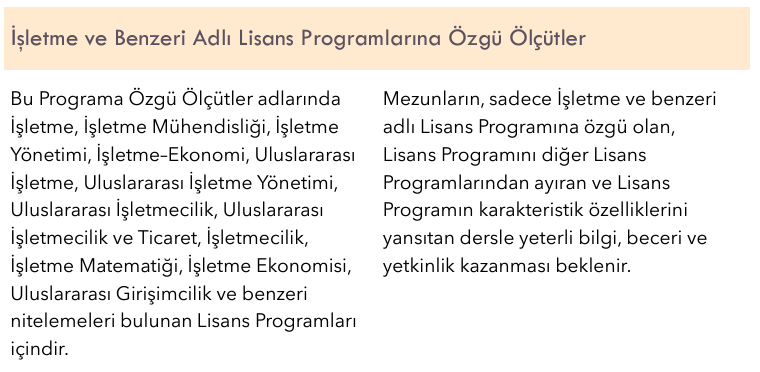 İşletme ve Benzeri Adlı Lisans Programlarına Özgü Ölçütler
Bu Programa Özgü Ölçütler adlarında
İşletme, İşletme Mühendisliği, İşletme
Yönetimi, İşletme–Ekonomi, Uluslararası
İşletme, Uluslararası İşletme Yönetimi,
Uluslararası İşletmecilik, Uluslararası
İşletmecilik ve Ticaret, İşletmecilik,
İşletme Matematiği, İşletme Ekonomisi,
Uluslararası Girişimcilik ve benzeri
nitelemeleri bulunan Lisans Programları
içindir.
Mezunların, sadece İşletme ve benzeri
adlı Lisans Programına özgü olan,
Lisans Programını diğer Lisans
Programlarından ayıran ve Lisans
Programın karakteristik özelliklerini
yansıtan dersle yeterli bilgi, beceri ve
yetkinlik kazanması beklenir.